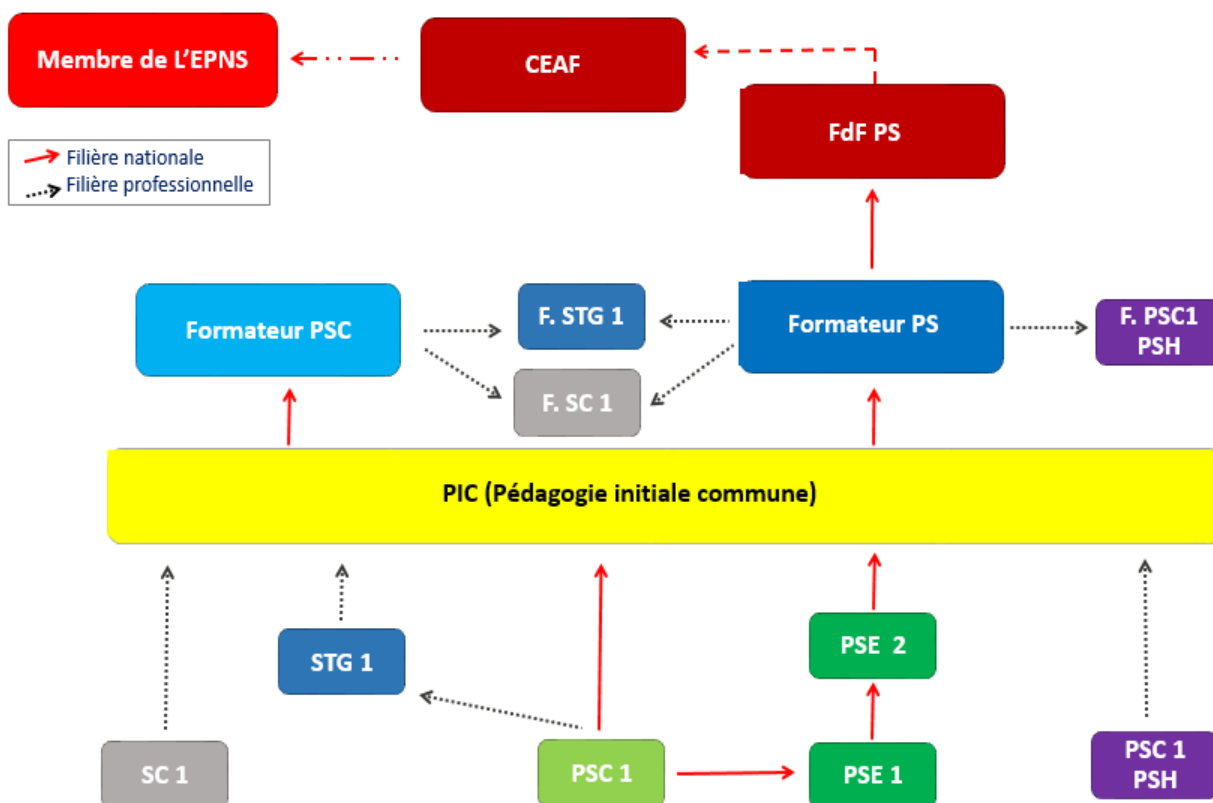 Membre de L’EPNS
CEAF
FdF PS
Filière nationale
Filière professionnelle
Formateur PSC
F. STG 1
Formateur PS
F. PSC1
PSH
F. SC 1
PIC (Pédagogie initiale commune)
STG 1
PSE  2
SC 1
PSC 1
PSE 1
PSC 1
PSH